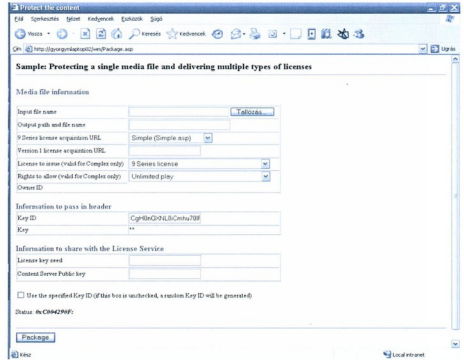 Protect the content
Fájl Szerkesztés Nézet Kedvencek Eszközök Súgó
Vissza Keresés Kedvencek
Cím http://gyorgymlaptop02/wm/Package.asp Ugrás
Sample: Protecting a single media file and delivering multiple types of licenses
Media file information
Input file name Tallózás...
Output path and file name
9 Series license acquisition URL Simple (Simple.asp)
Version 1 license acquisition URL
License to issue (valid for Complex only) 9 Series license
Rights to allow (valid for Complex only) Unlimited play
Owner ID
Information to pass in header
Key ID
Key **
Information to share with the License Service
License key seed
Content Server Public key
Use the specified Key ID (if this box is unchecked, a random Key ID will be generated)
Status: 0xC004296F:
Package
Kész Local intranet